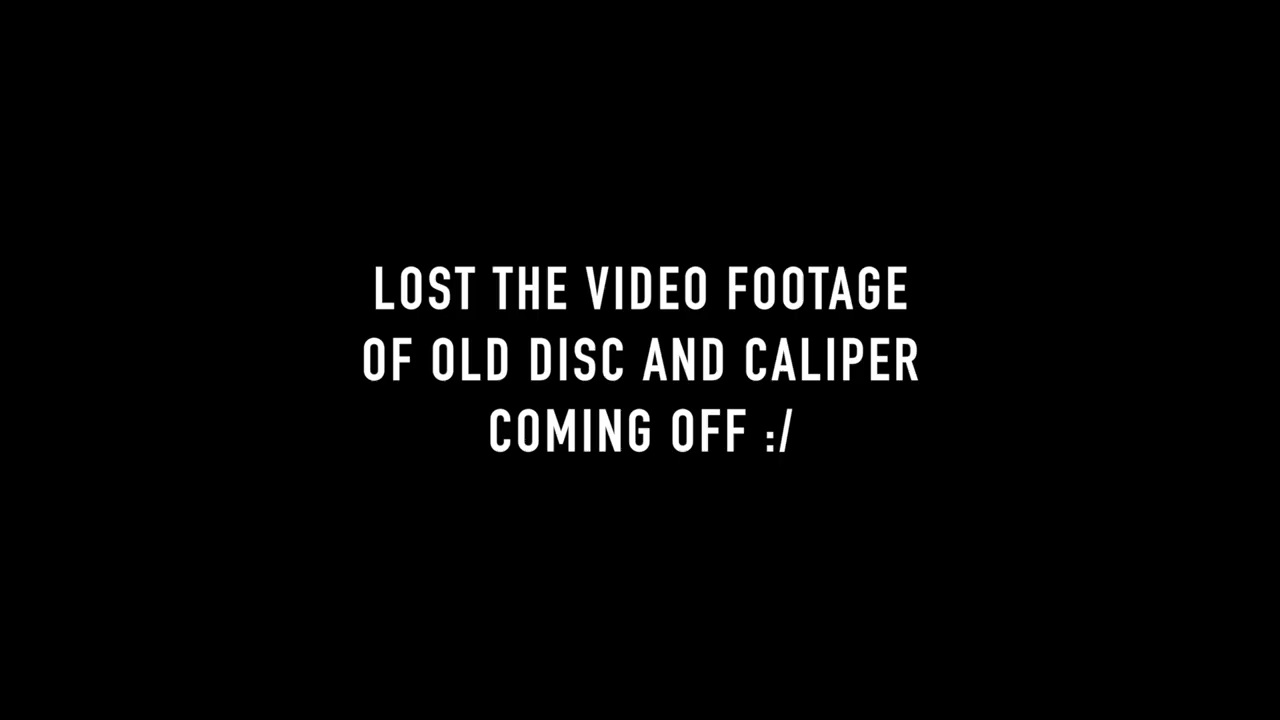 LOST THE VIDEO FOOTAGE
OF OLD DISC AND CALIPER
COMING OFF :/